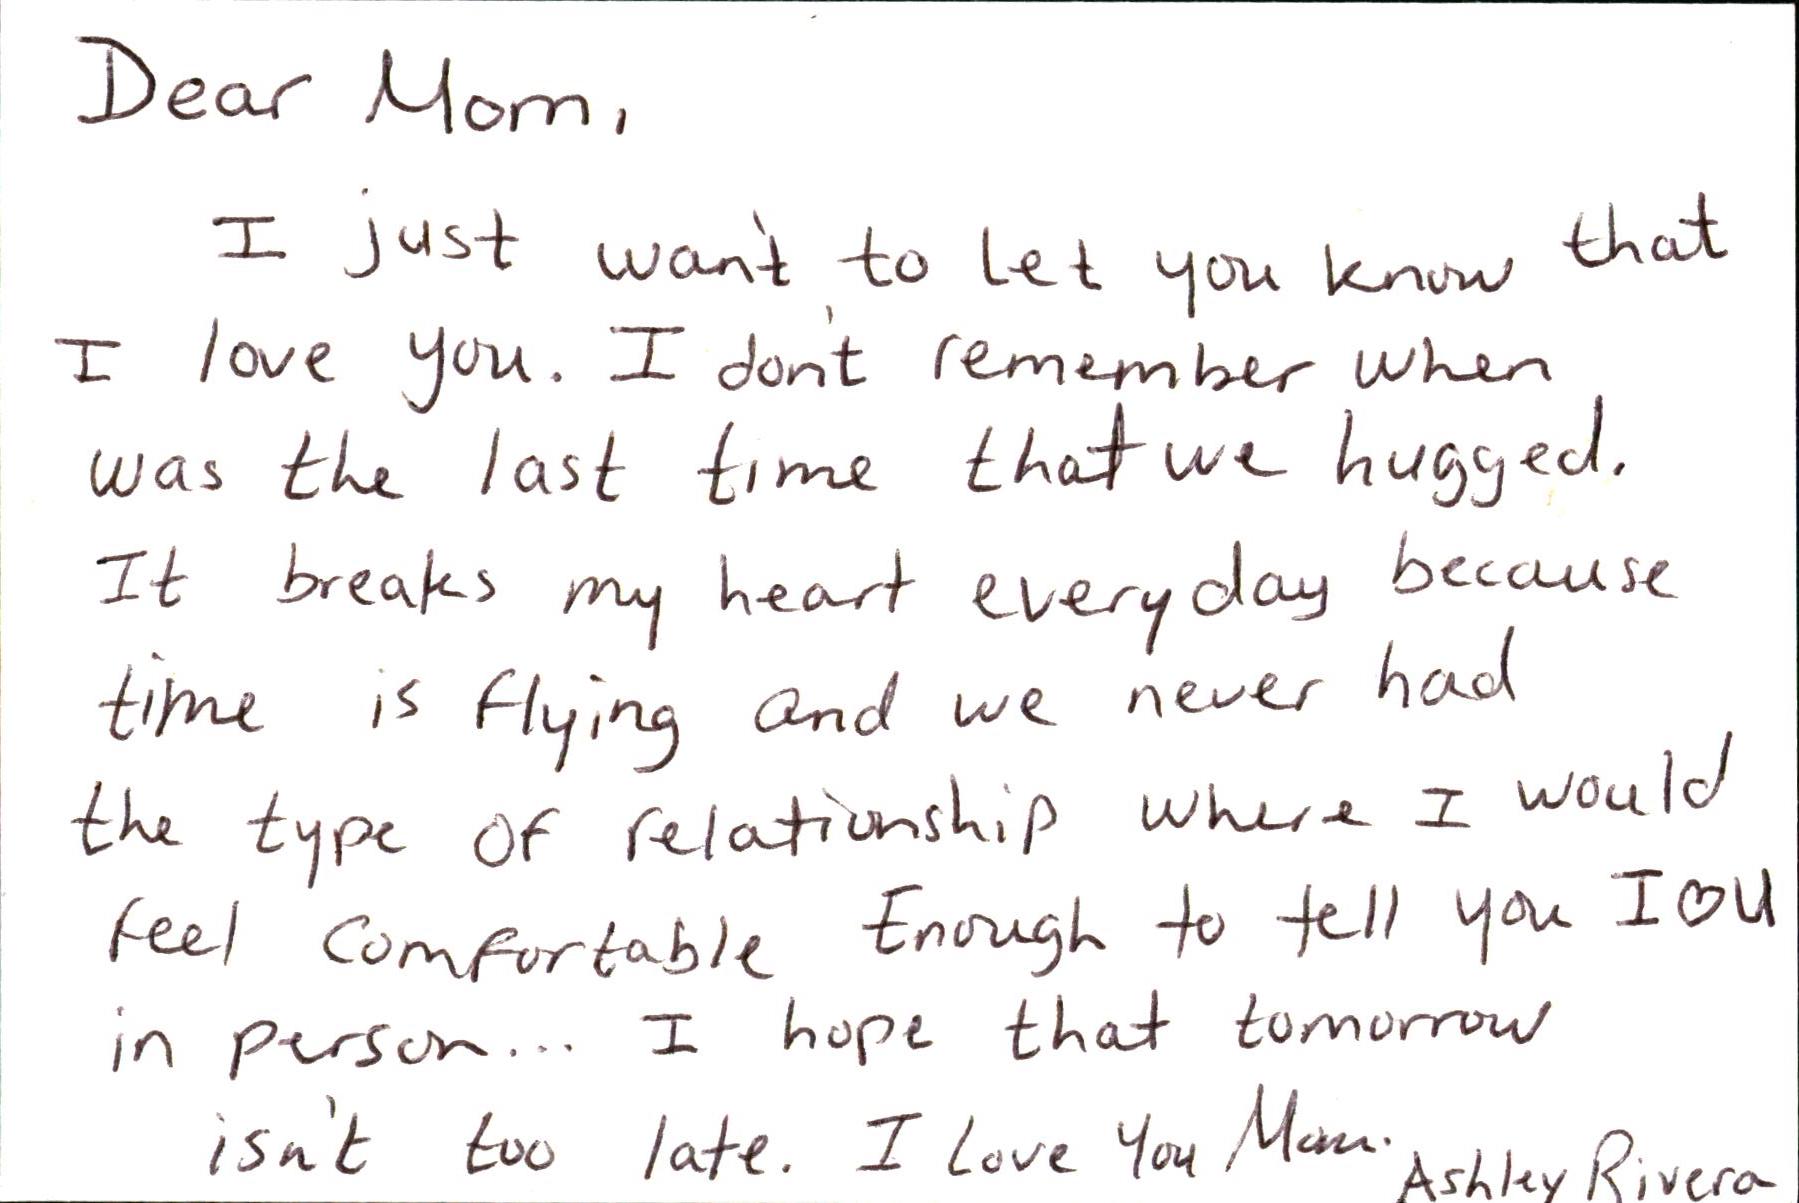 Dear Mom,
I just wan't to let you know that
I love you. I don't remember when
was the last time that we hugged.
It breaks my heart everyday because
time is flying and we never had
the type of relationship where I would
feel comfortable Enough to tell you I ♡ U
in person... I hope that tomorrow
isn't too late. I Love You Mom.
Ashley Rivera